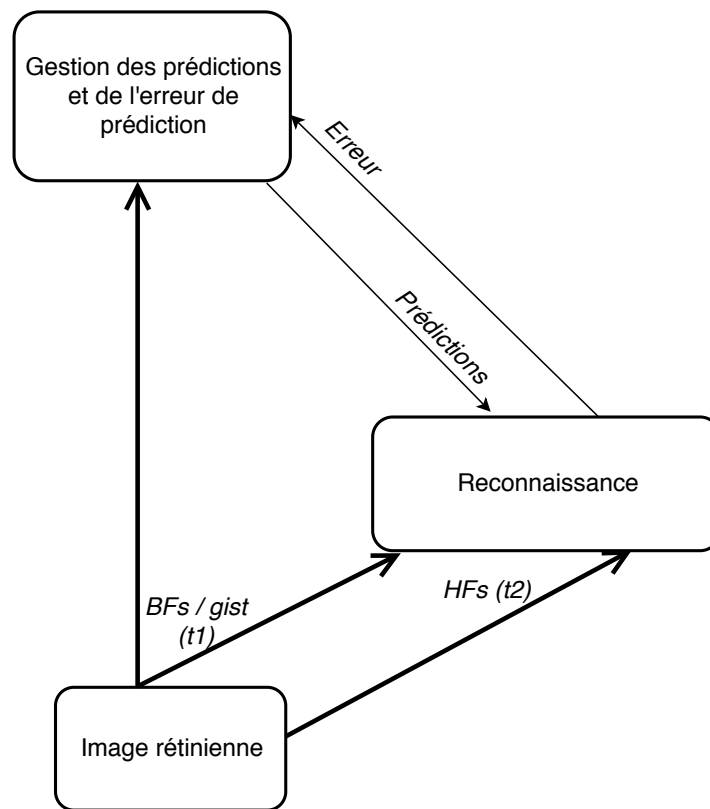 Gestion des prédictions
et de l'erreur de
prédiction
Erreur
Prédictions
Reconnaissance
BFs / gist
(t1)
HFs (t2)
Image rétinienne